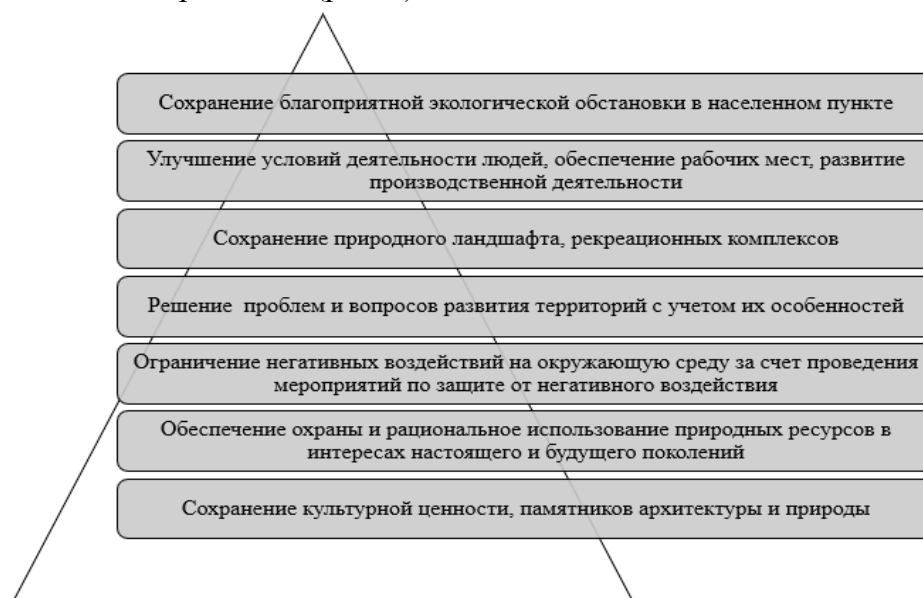 Сохранение благоприятной экологической обстановки в населенном пункте
Улучшение условий деятельности людей, обеспечение рабочих мест, развитие
производственной деятельности
Сохранение природного ландшафта, рекреационных комплексов
Решение проблем и вопросов развития территорий с учетом их особенностей
Ограничение негативных воздействий на окружающую среду за счет проведения
мероприятий по защите от негативного воздействия
Обеспечение охраны и рациональное использование природных ресурсов в
интересах настоящего и будущего поколений
Сохранение культурной ценности, памятников архитектуры и природы